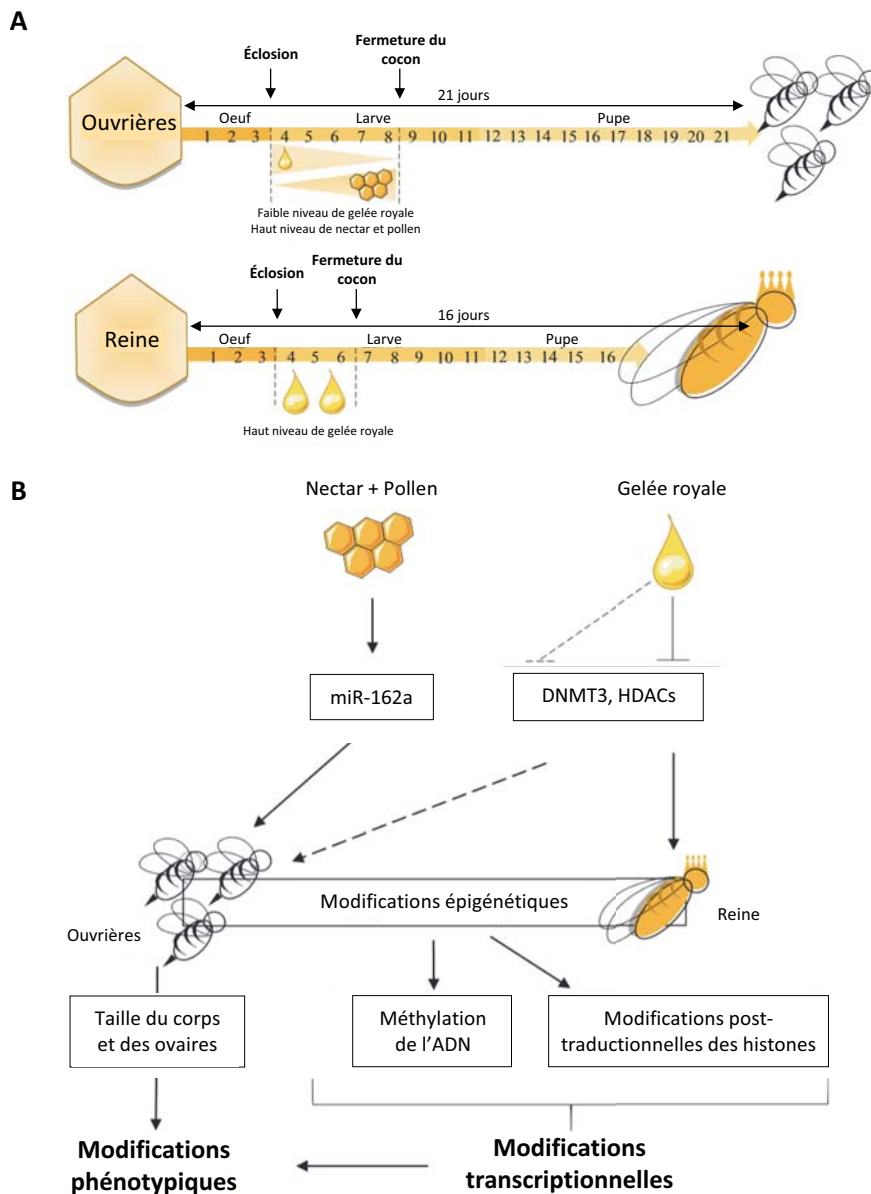 A
Éclosion
Fermeture du
cocon
21 jours
Ouvrières
Oeuf
Larve
Pupe
1 2 3 4 5 6 7 8 9 10 11 12 13 14 15 16 17 18 19 20 21
Faible niveau de gelée royale
Haut niveau de nectar et pollen
Éclosion
Fermeture du
cocon
16 jours
Reine
Oeuf
Larve
Pupe
1 2 3 4 5 6 7 8 9 10 11 12 13 14 15 16
Haut niveau de gelée royale
B
Nectar + Pollen
Gelée royale
miR-162a
DNMT3, HDACs
Modifications épigénétiques
Ouvrières
Reine
Taille du corps
et des ovaires
Méthylation
de l’ADN
Modifications post-
traductionnelles des histones
Modifications
phénotypiques
Modifications
transcriptionnelles